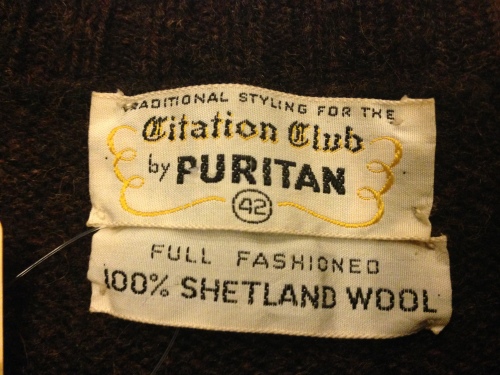 TRADITIONAL STYLING FOR THE
Citation Club
by PURITAN
42
FULL FASHIONED
100% SHETLAND WOOL